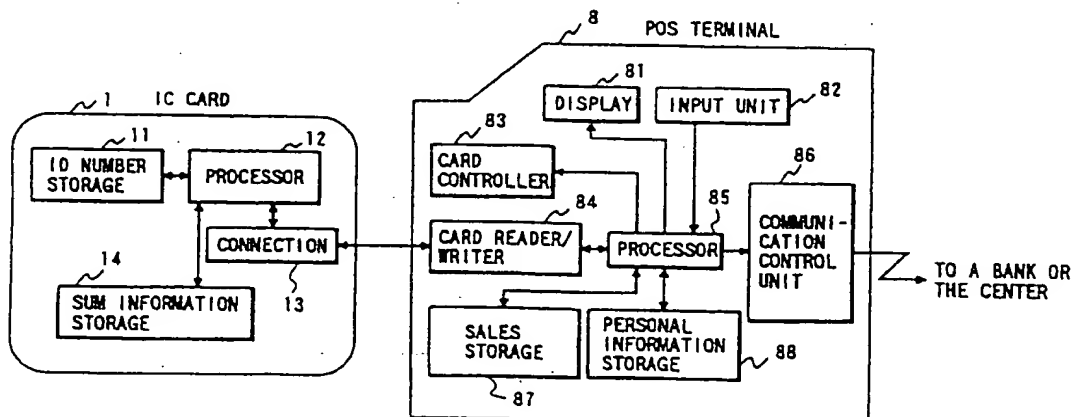 8
POS TERMINAL
1
IC CARD
81
DISPLAY
INPUT UNIT
82
11
ID NUMBER
STORAGE
12
PROCESSOR
83
CARD
CONTROLLER
86
COMMUNI-
CATION
CONTROL
UNIT
84
CARD READER/
WRITER
85
PROCESSOR
CONNECTION
13
14
SUM INFORMATION
STORAGE
TO A BANK OR
THE CENTER
SALES
STORAGE
87
PERSONAL
INFORMATION
STORAGE
88